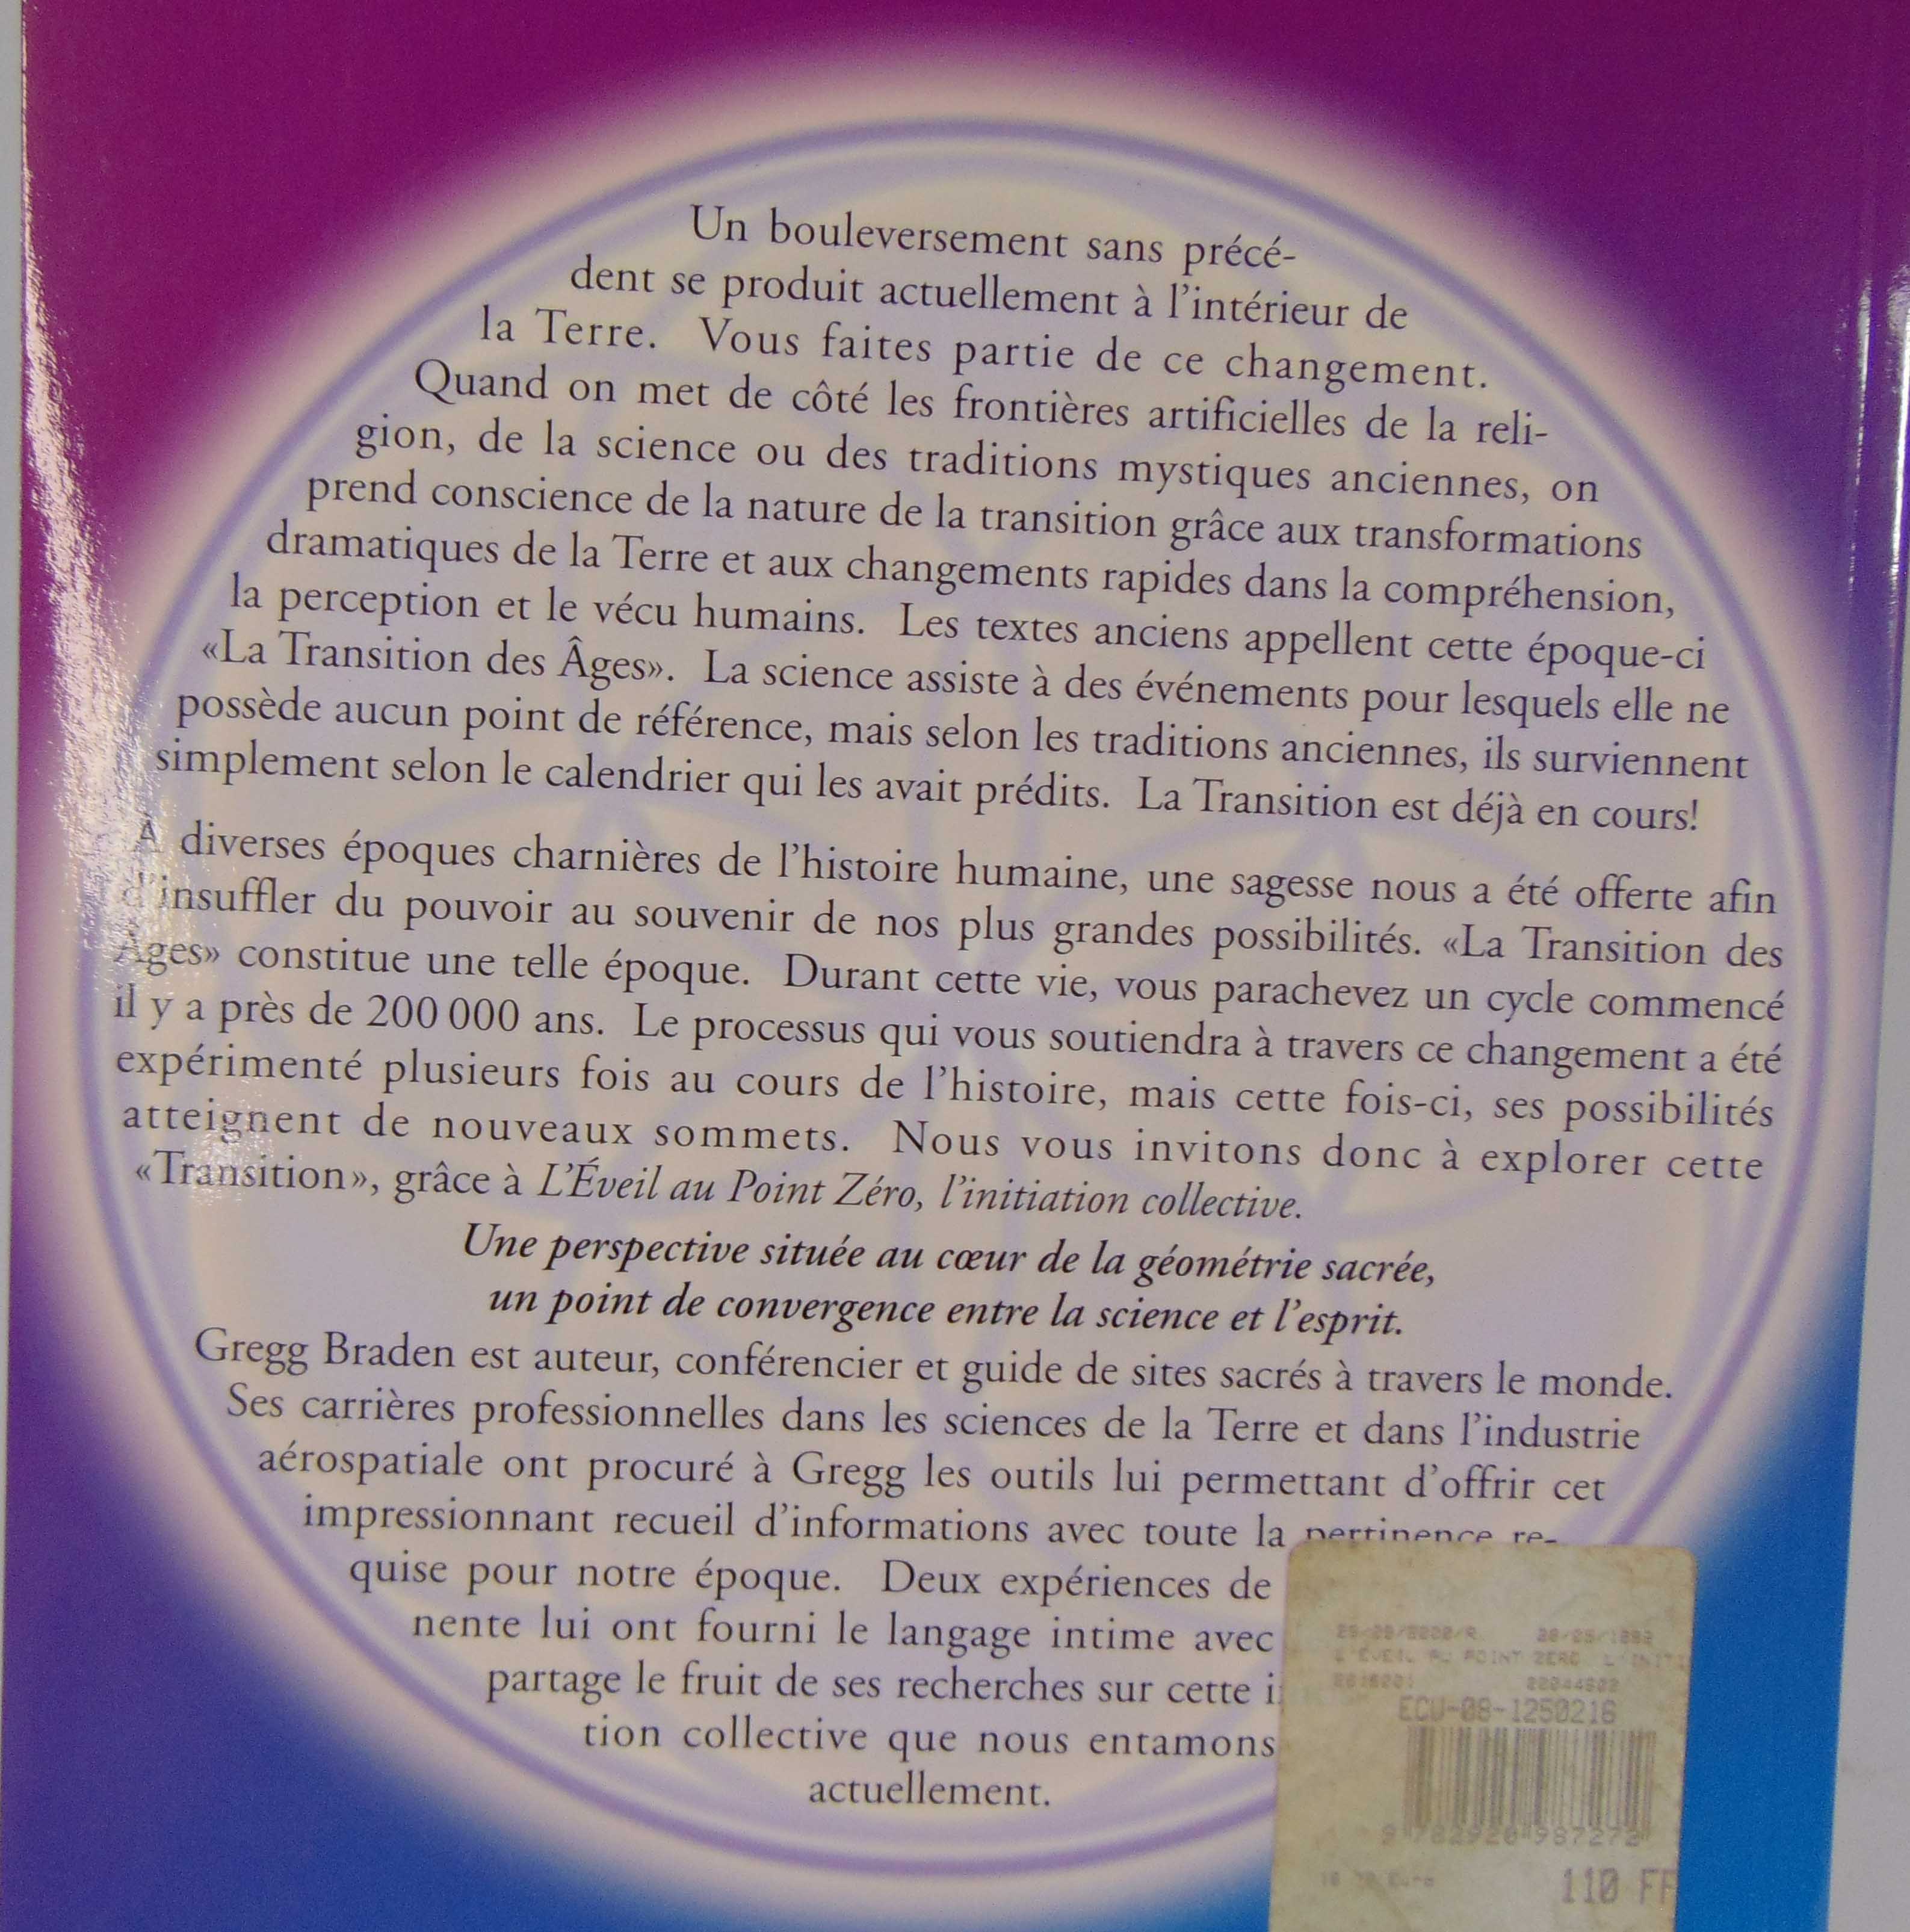 Un bouleversement sans précé-
dent se produit actuellement à l'intérieur de
la Terre. Vous faites partie de ce changement.
Quand on met de côté les frontières artificielles de la reli-
gion, de la science ou des traditions mystiques anciennes, on
prend conscience de la nature de la transition grâce aux transformations
dramatiques de la Terre et aux changements rapides dans la compréhension,
la perception et le vécu humains. Les textes anciens appellent cette époque-ci
«La Transition des Âges». La science assiste à des événements pour lesquels elle ne
possède aucun point de référence, mais selon les traditions anciennes, ils surviennent
simplement selon le calendrier qui les avait prédits. La Transition est déjà en cours!
À diverses époques charnières de l'histoire humaine, une sagesse nous a été offerte afin
d'insuffler du pouvoir au souvenir de nos plus grandes possibilités. «La Transition des
Âges» constitue une telle époque. Durant cette vie, vous parachevez un cycle commencé
il y a près de 200 000 ans. Le processus qui vous soutiendra à travers ce changement a été
expérimenté plusieurs fois au cours de l'histoire, mais cette fois-ci, ses possibilités
atteignent de nouveaux sommets. Nous vous invitons donc à explorer cette
«Transition», grâce à L'Éveil au Point Zéro, l'initiation collective.
Une perspective située au cœur de la géométrie sacrée,
un point de convergence entre la science et l'esprit.
Gregg Braden est auteur, conférencier et guide de sites sacrés à travers le monde.
Ses carrières professionnelles dans les sciences de la Terre et dans l'industrie
aérospatiale ont procuré à Gregg les outils lui permettant d'offrir cet
impressionnant recueil d'informations avec toute la pertinence re-
quise pour notre époque. Deux expériences de
nente lui ont fourni le langage intime avec
partage le fruit de ses recherches sur cette
tion collective que nous entamons
actuellement.
POINT ZERO
ECU-08-1250216
9 782920 987272
110 FF